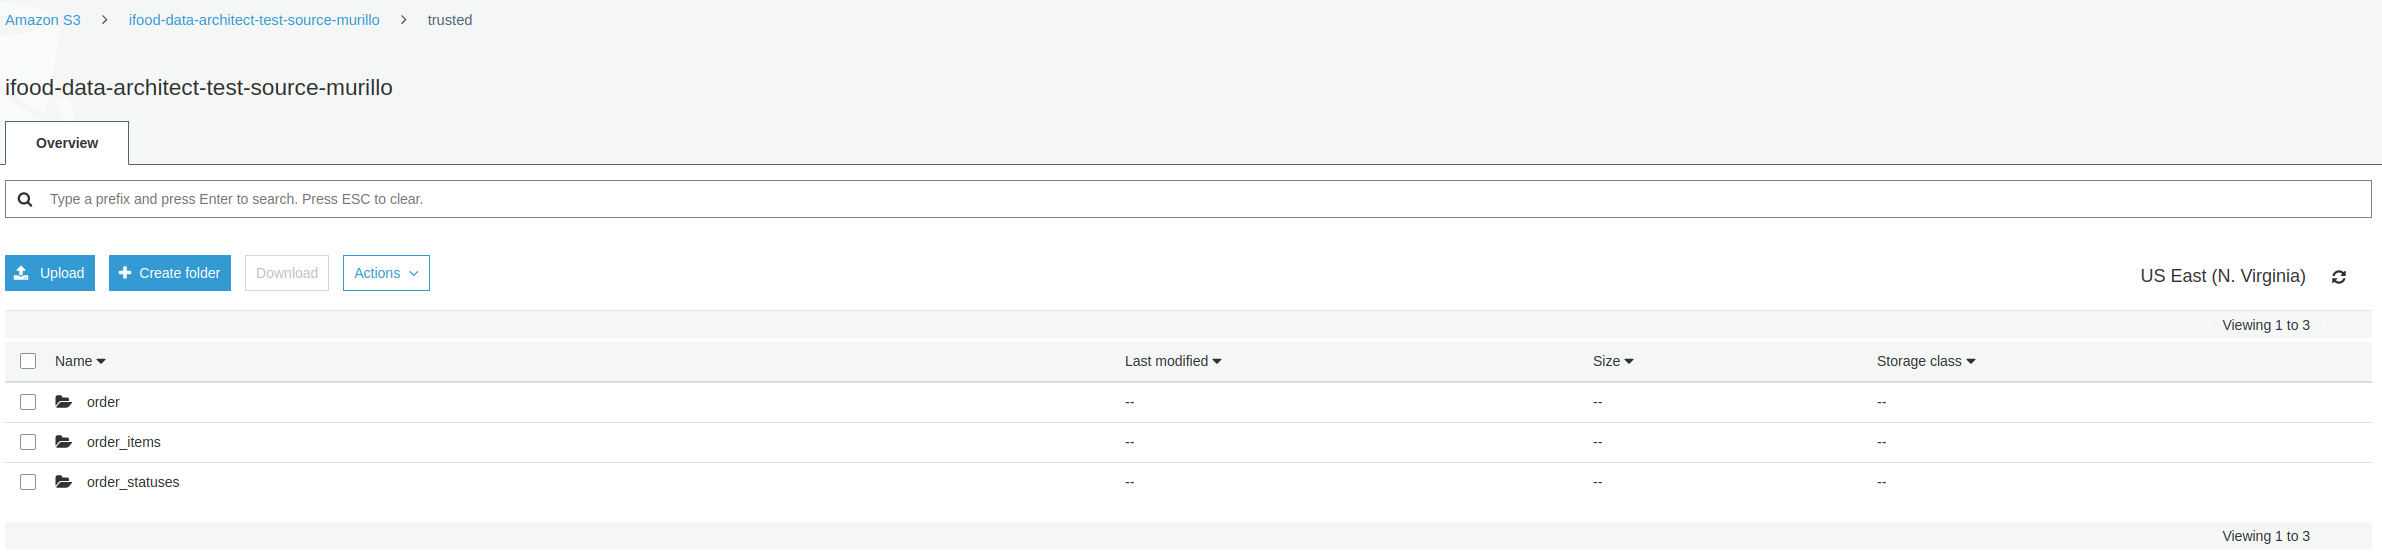 Amazon S3 > ifood-data-architect-test-source-murillo > trusted
ifood-data-architect-test-source-murillo
Overview
Type a prefix and press Enter to search. Press ESC to clear.
Upload Create folder Download Actions US East (N. Virginia)
Viewing 1 to 3
Name Last modified Size Storage class
order -- -- --
order_items -- -- --
order_statuses -- -- --
Viewing 1 to 3